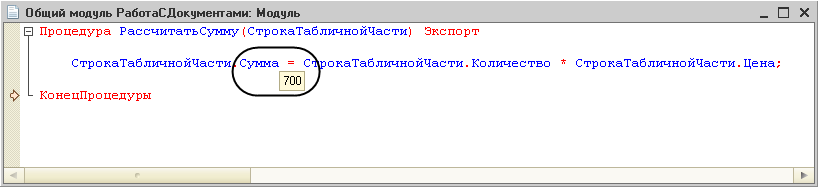 Общий модуль РаботаСДокументами: Модуль
Процедура РассчитатьСумму(СтрокаТабличнойЧасти) Экспорт
СтрокаТабличнойЧасти.Сумма = СтрокаТабличнойЧасти.Количество * СтрокаТабличнойЧасти.Цена;
700
КонецПроцедуры